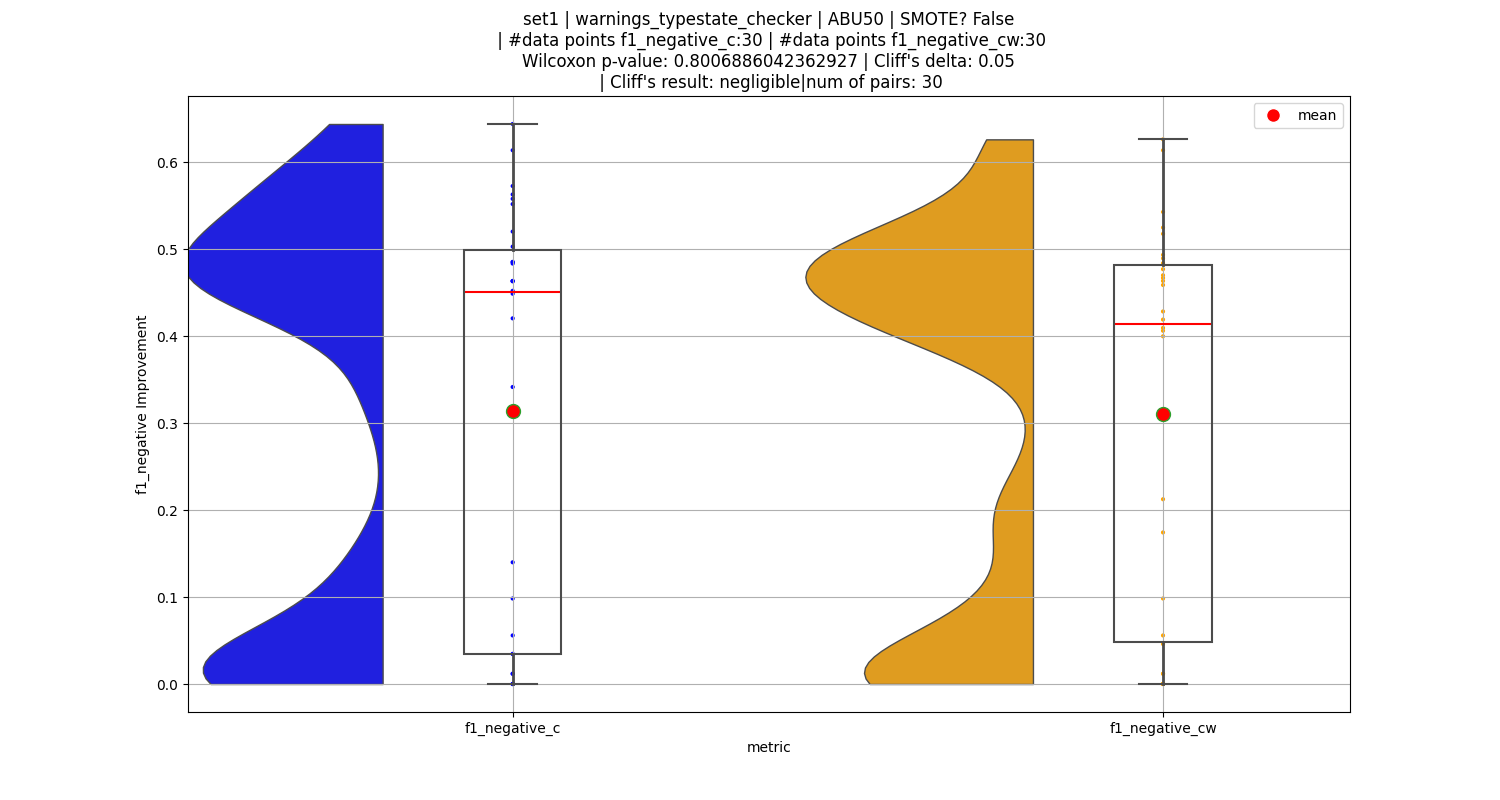 set1 | warnings_typestate_checker | ABU50 | SMOTE? False
| #data points f1_negative_c:30 | #data points f1_negative_cw:30
Wilcoxon p-value: 0.8006886042362927 | Cliff's delta: 0.05
| Cliff's result: negligible|num of pairs: 30
mean
f1_negative Improvement
0.6
0.5
0.4
0.3
0.2
0.1
0.0
f1_negative_c
f1_negative_cw
metric